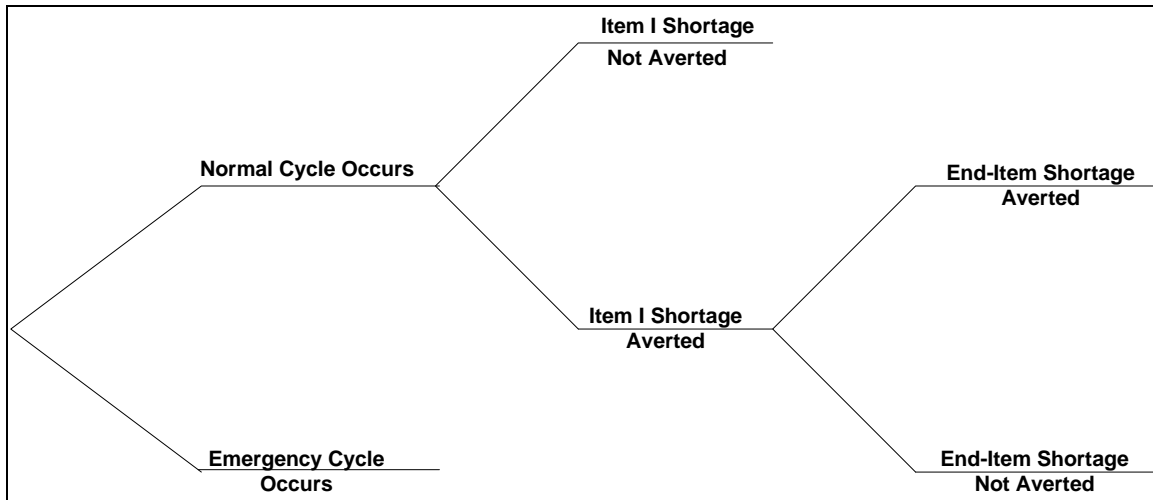 Item I Shortage
Not Averted
Normal Cycle Occurs
End-Item Shortage
Averted
Item I Shortage
Averted
Emergency Cycle
Occurs
End-Item Shortage
Not Averted